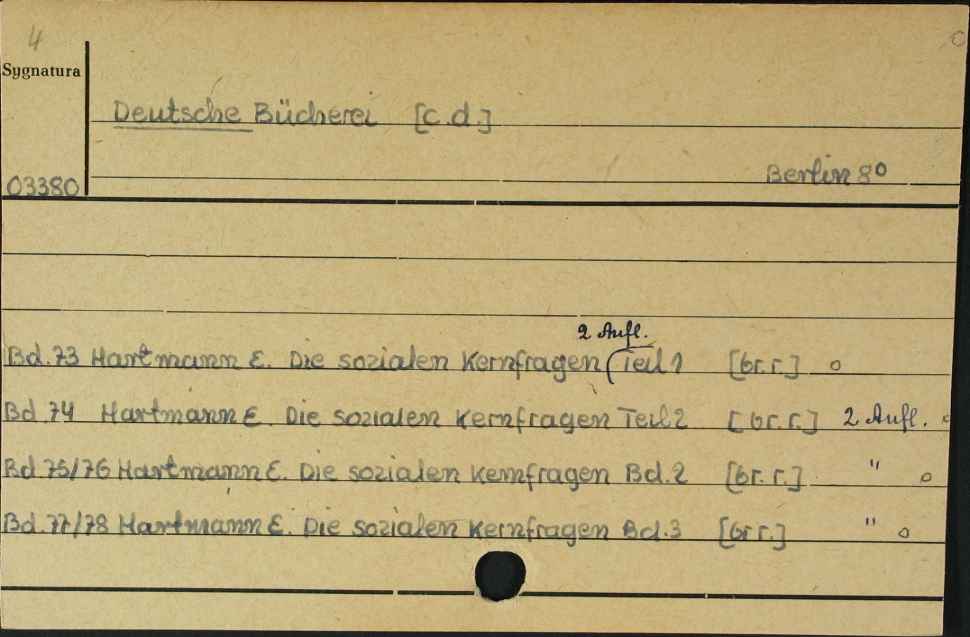 4
Sygnatura
Deutsche Bücherei [c.d.]
03380
Berlin 8º
2 Aufl.
Bd.73 Hartmann E. Die sozialen Kernfragen (Teil 1 [br.r.] o
Bd 74 Hartmann E. Die sozialen Kernfragen Teil 2 [br.r.] 2 Aufl. o
Bd 75/76 Hartmann E. Die sozialen Kernfragen Bd.2 [br.r.] " o
Bd.77/78 Hartmann E. Die sozialen Kernfragen Bd.3 [br r.] " o